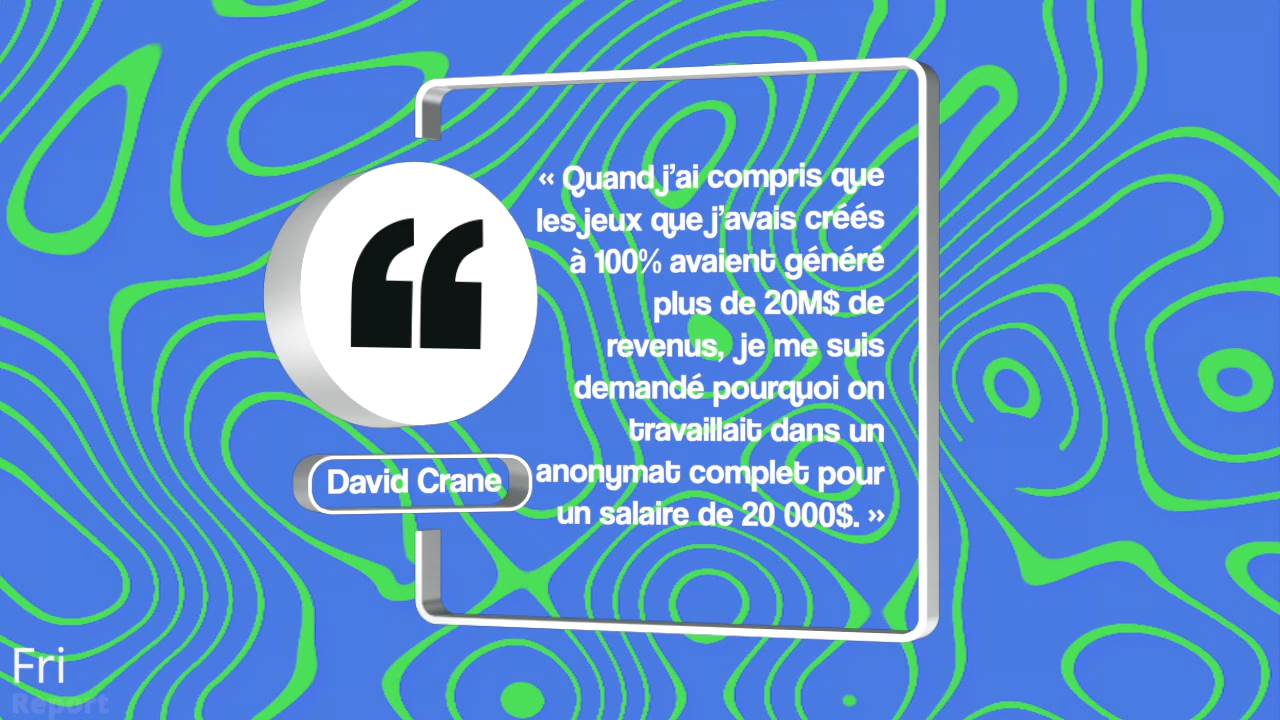 « Quand j'ai compris que
les jeux que j'avais créés
à 100% avaient généré
plus de 20M$ de
revenus, je me suis
demandé pourquoi on
travaillait dans un
anonymat complet pour
un salaire de 20 000$. »
David Crane
Fri
Report